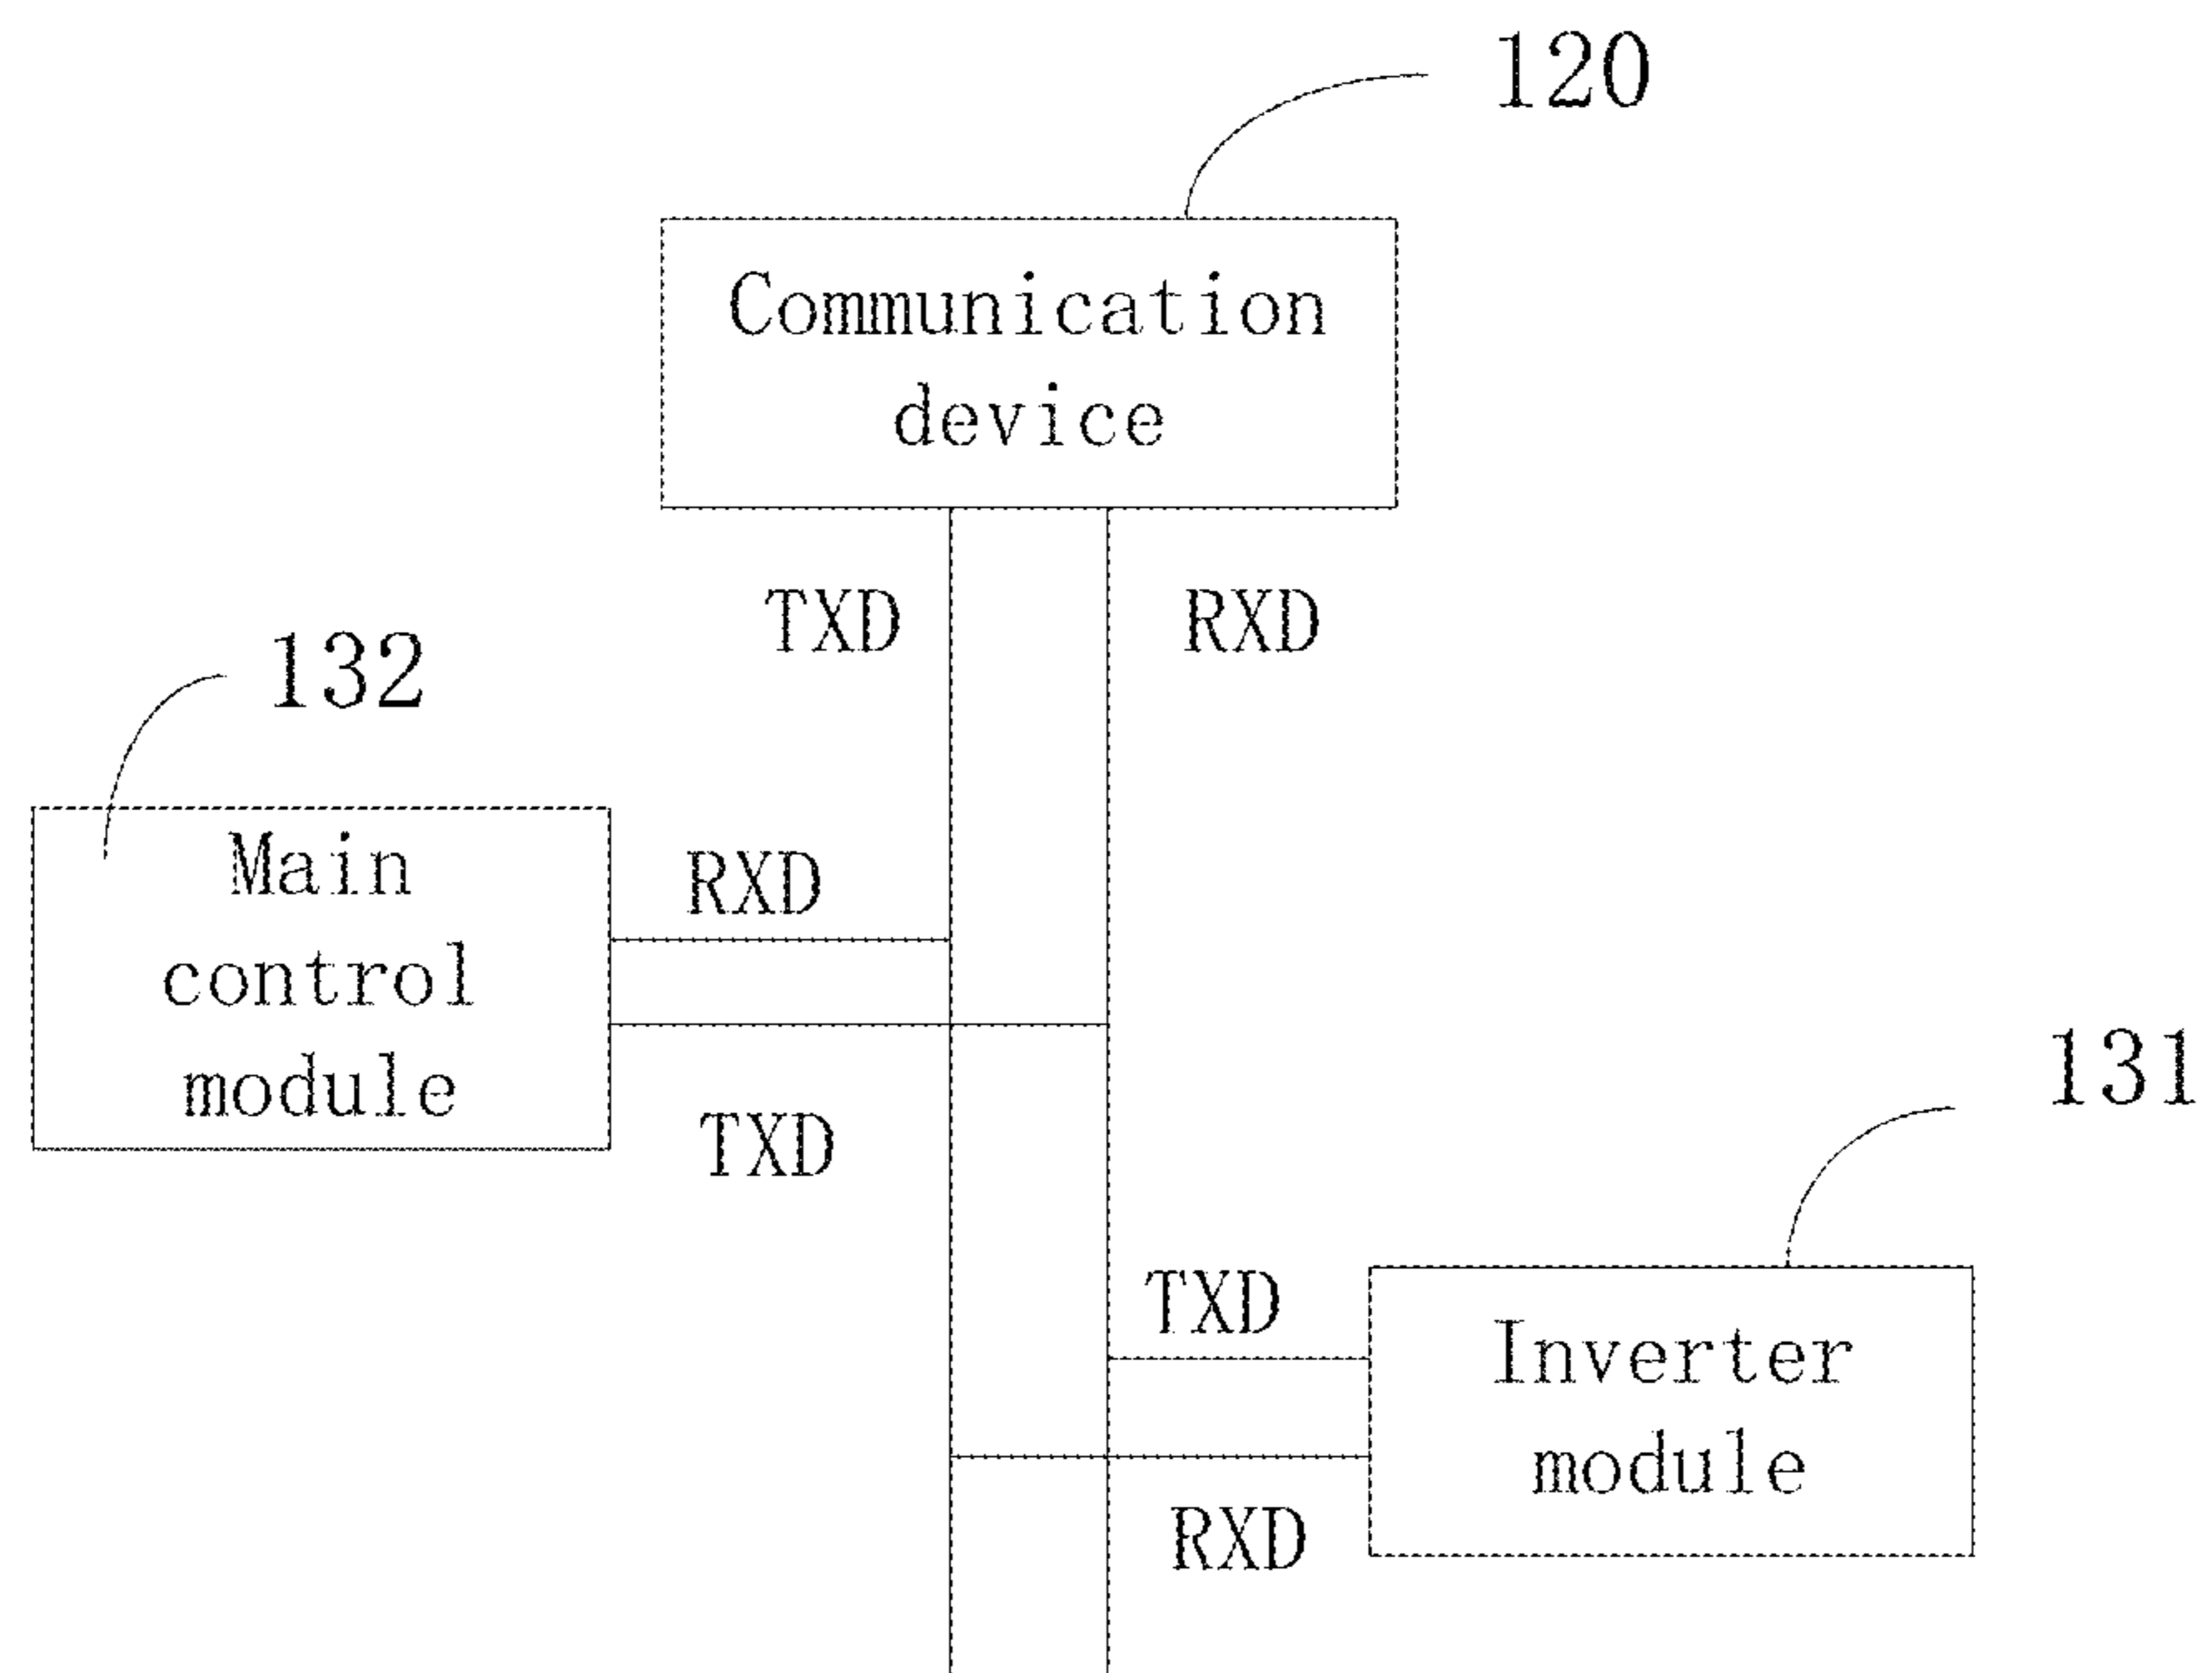 120
Communication
device
TXD
RXD
132
Main
control
module
RXD
TXD
131
TXD
Inverter
module
RXD